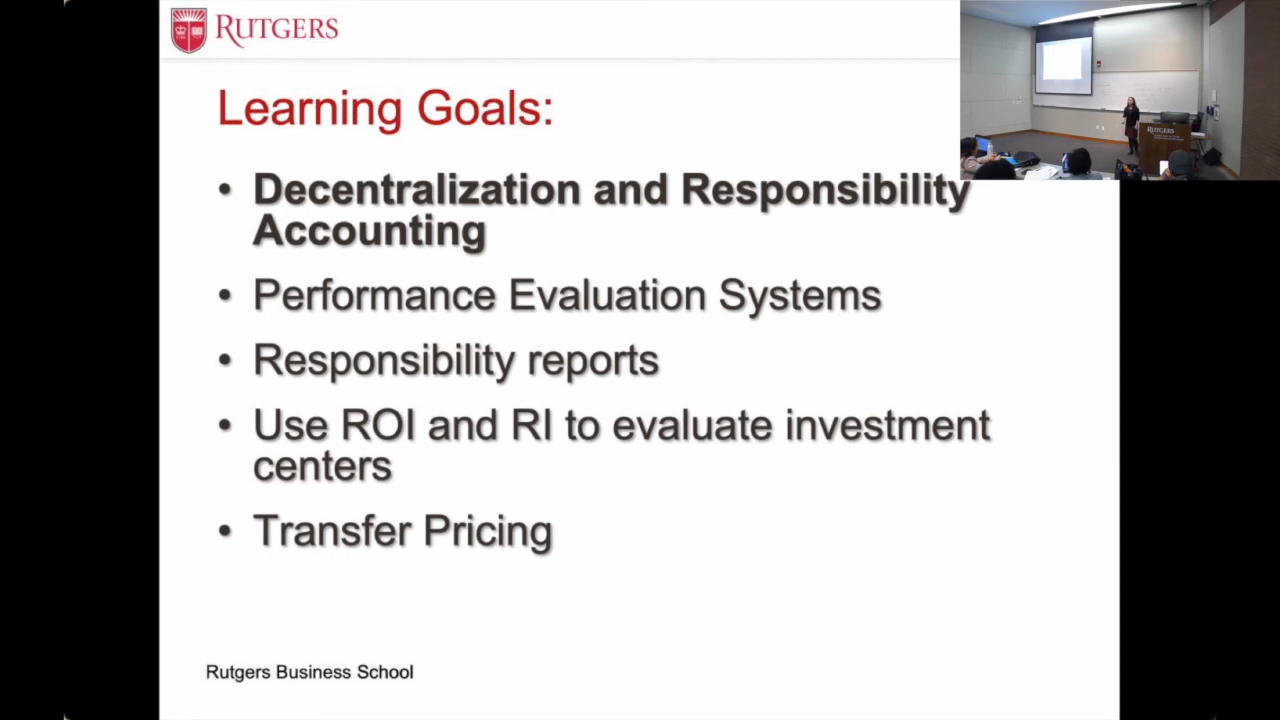 RUTGERS
Learning Goals:
• Decentralization and Responsibility
Accounting
• Performance Evaluation Systems
• Responsibility reports
• Use ROI and RI to evaluate investment
centers
• Transfer Pricing
Rutgers Business School
RUTGERS